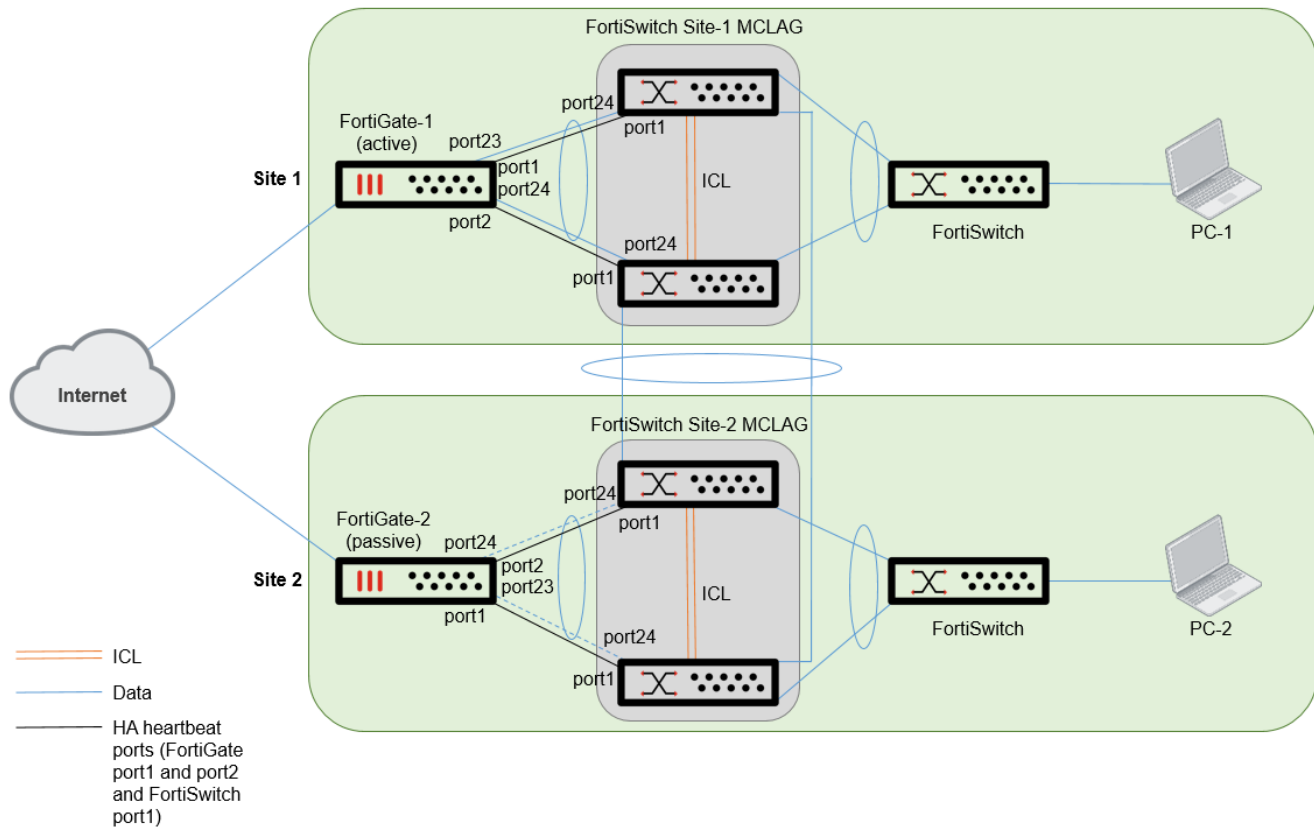 FortiSwitch Site-1 MCLAG
port24
port1
FortiGate-1
(active)
port23
port1
port24
port2
Site 1
ICL
port24
port1
FortiSwitch
PC-1
Internet
FortiSwitch Site-2 MCLAG
port24
port1
FortiGate-2
(passive)
port24
port2
port23
port1
Site 2
ICL
port24
port1
FortiSwitch
PC-2
ICL
Data
HA heartbeat
ports (FortiGate
port1 and port2
and FortiSwitch
port1)